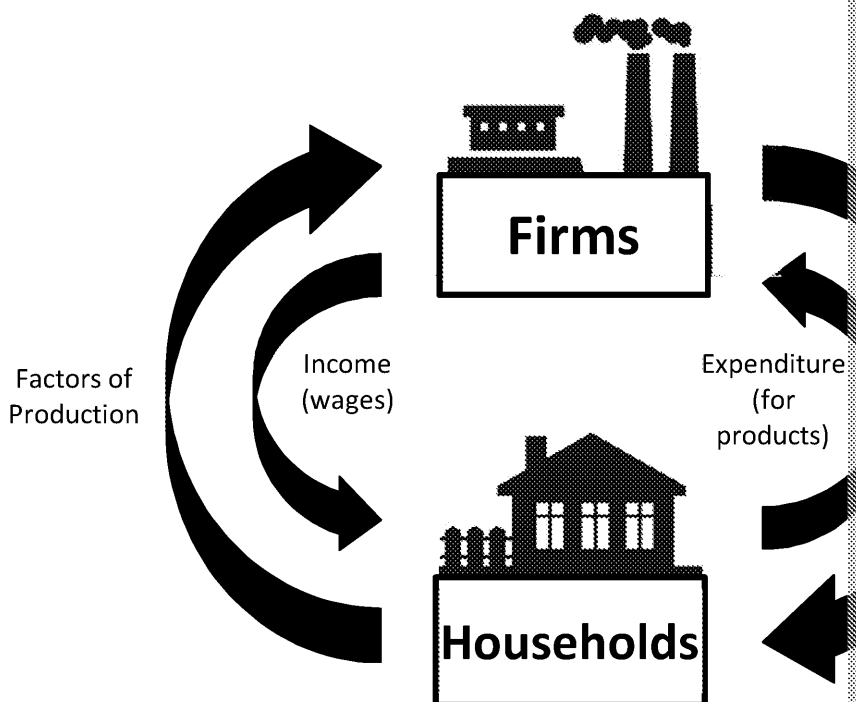 Firms
Factors of
Production
Income
(wages)
Expenditure
(for
products)
Households